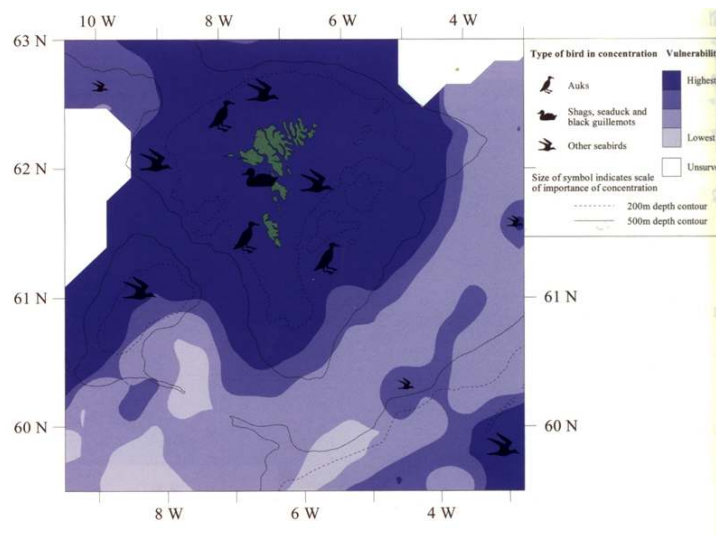 10 W 8 W 6 W 4 W
63 N
62 N
61 N
60 N
61 N
60 N
8 W 6 W 4 W
Type of bird in concentration
Auks
Shags, seaduck and
black guillemots
Other seabirds
Size of symbol indicates scale
of importance of concentration
200m depth contour
500m depth contour
Vulnerabilit
Highes
Lowest
Unsurv